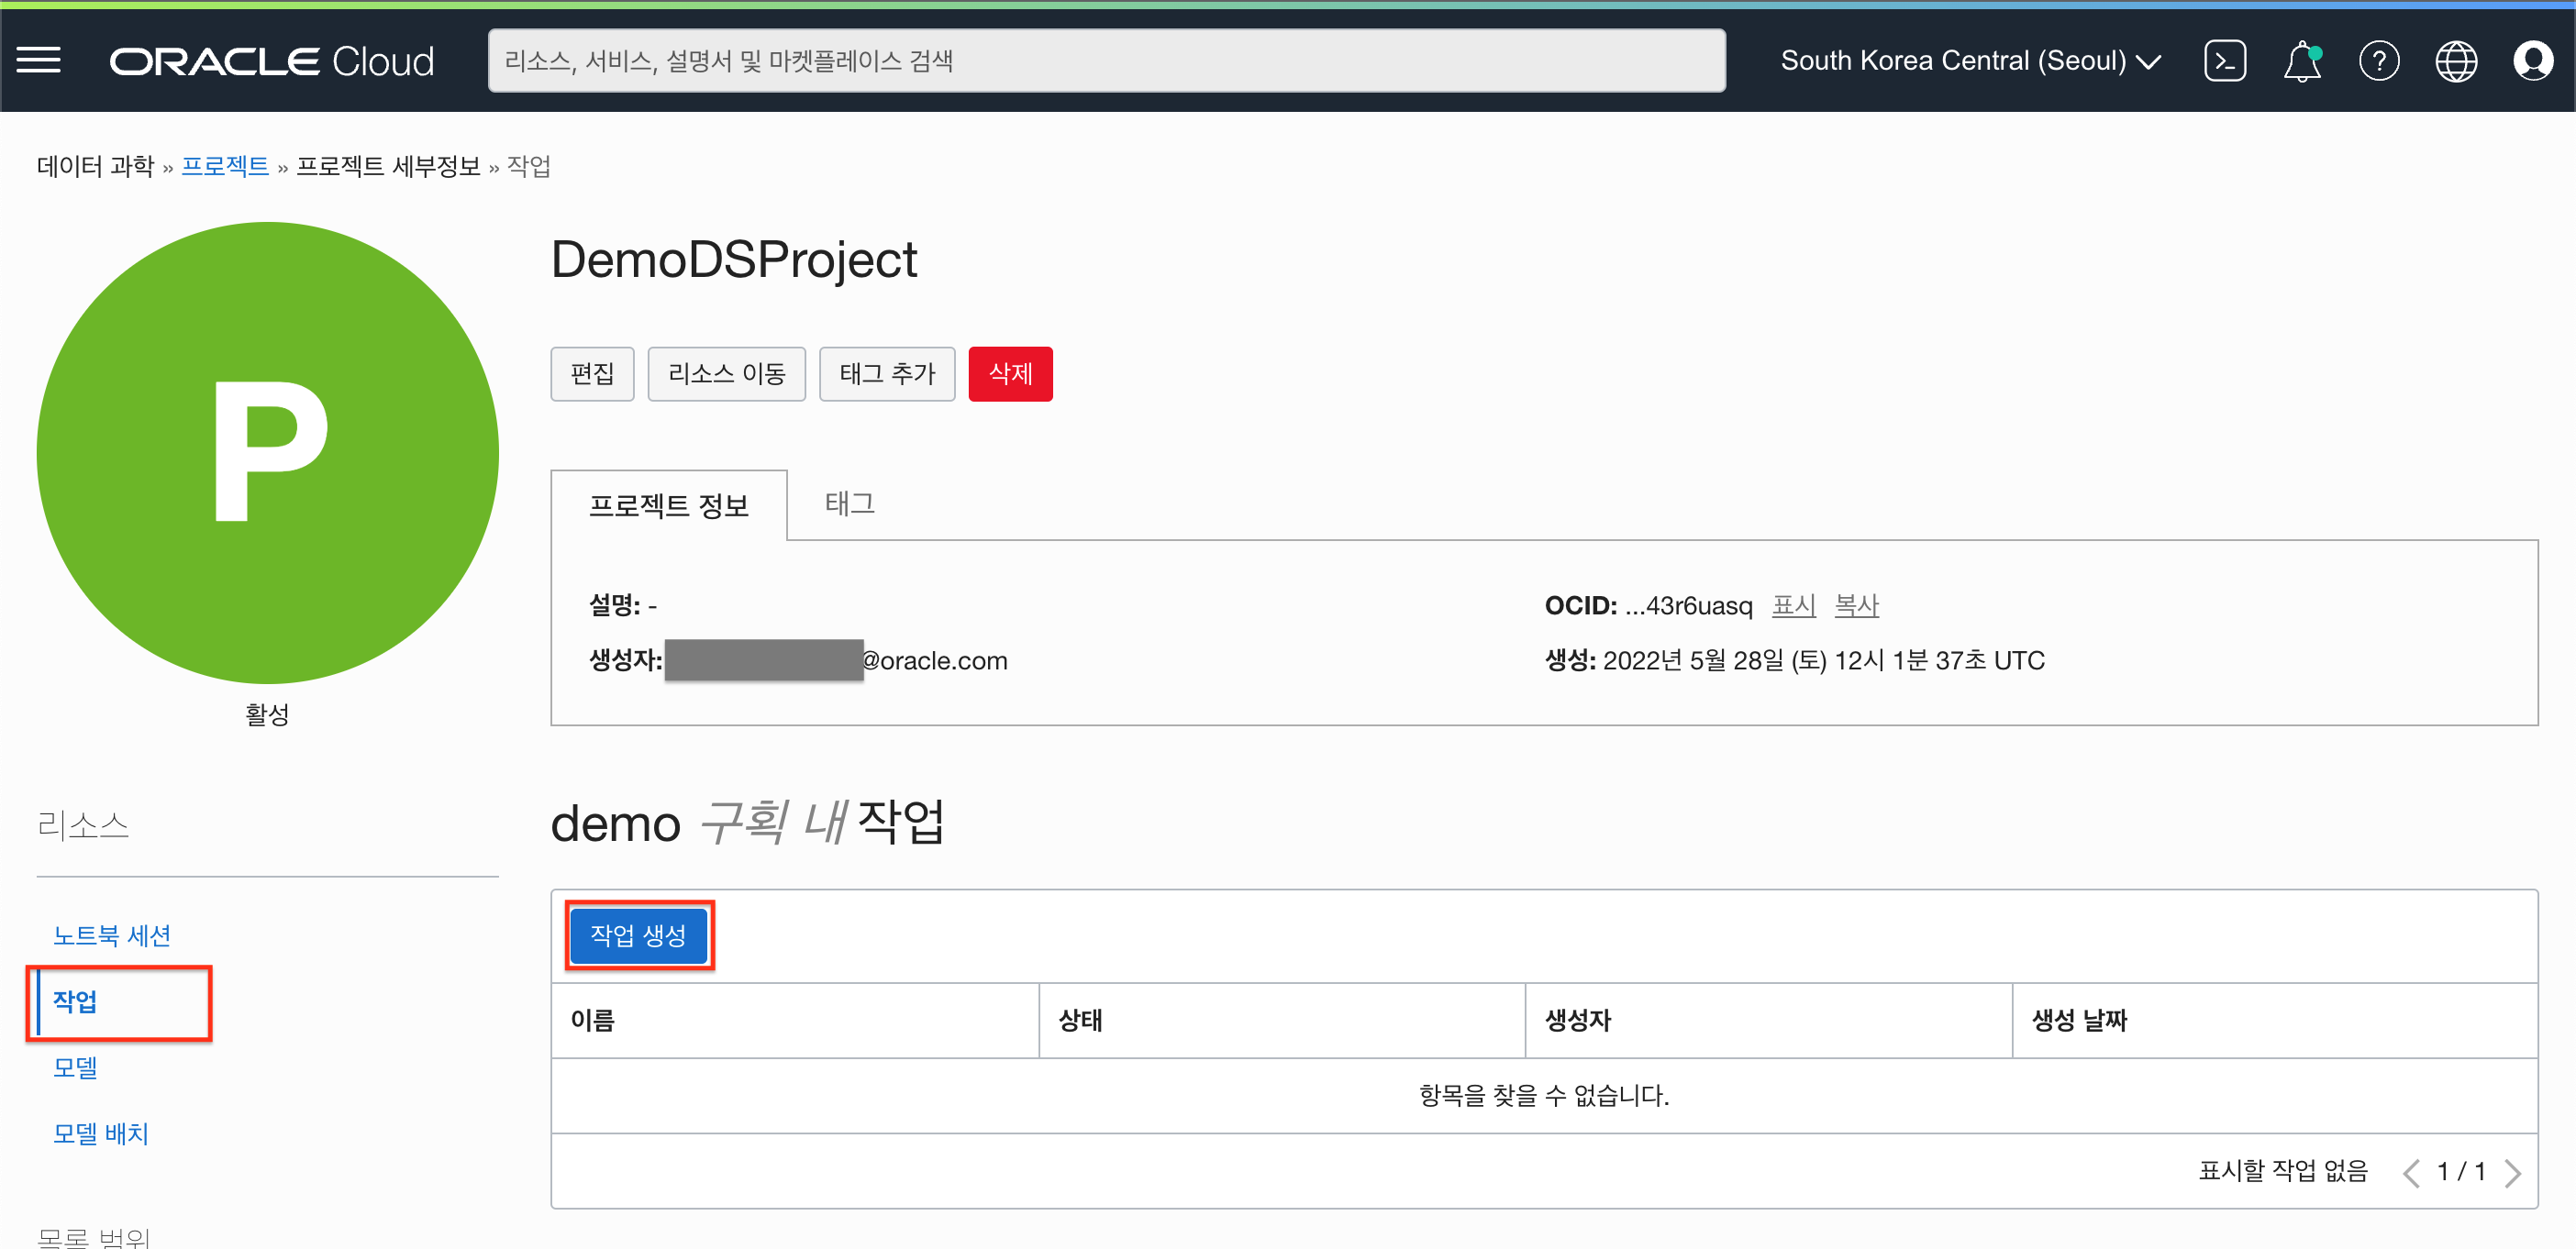 ORACLE Cloud
리소스, 서비스, 설명서 및 마켓플레이스 검색
South Korea Central (Seoul)
데이터 과학 » 프로젝트 » 프로젝트 세부정보 » 작업
P
활성
DemoDSProject
편집 리소스 이동 태그 추가 삭제
프로젝트 정보 태그
설명: -
OCID: ...43r6uasq 표시 복사
생성자: @oracle.com
생성: 2022년 5월 28일 (토) 12시 1분 37초 UTC
리소스
노트북 세션
작업
모델
모델 배치
목록 범위
demo 구획 내 작업
작업 생성
이름 상태 생성자 생성 날짜
항목을 찾을 수 없습니다.
표시할 작업 없음 1 / 1